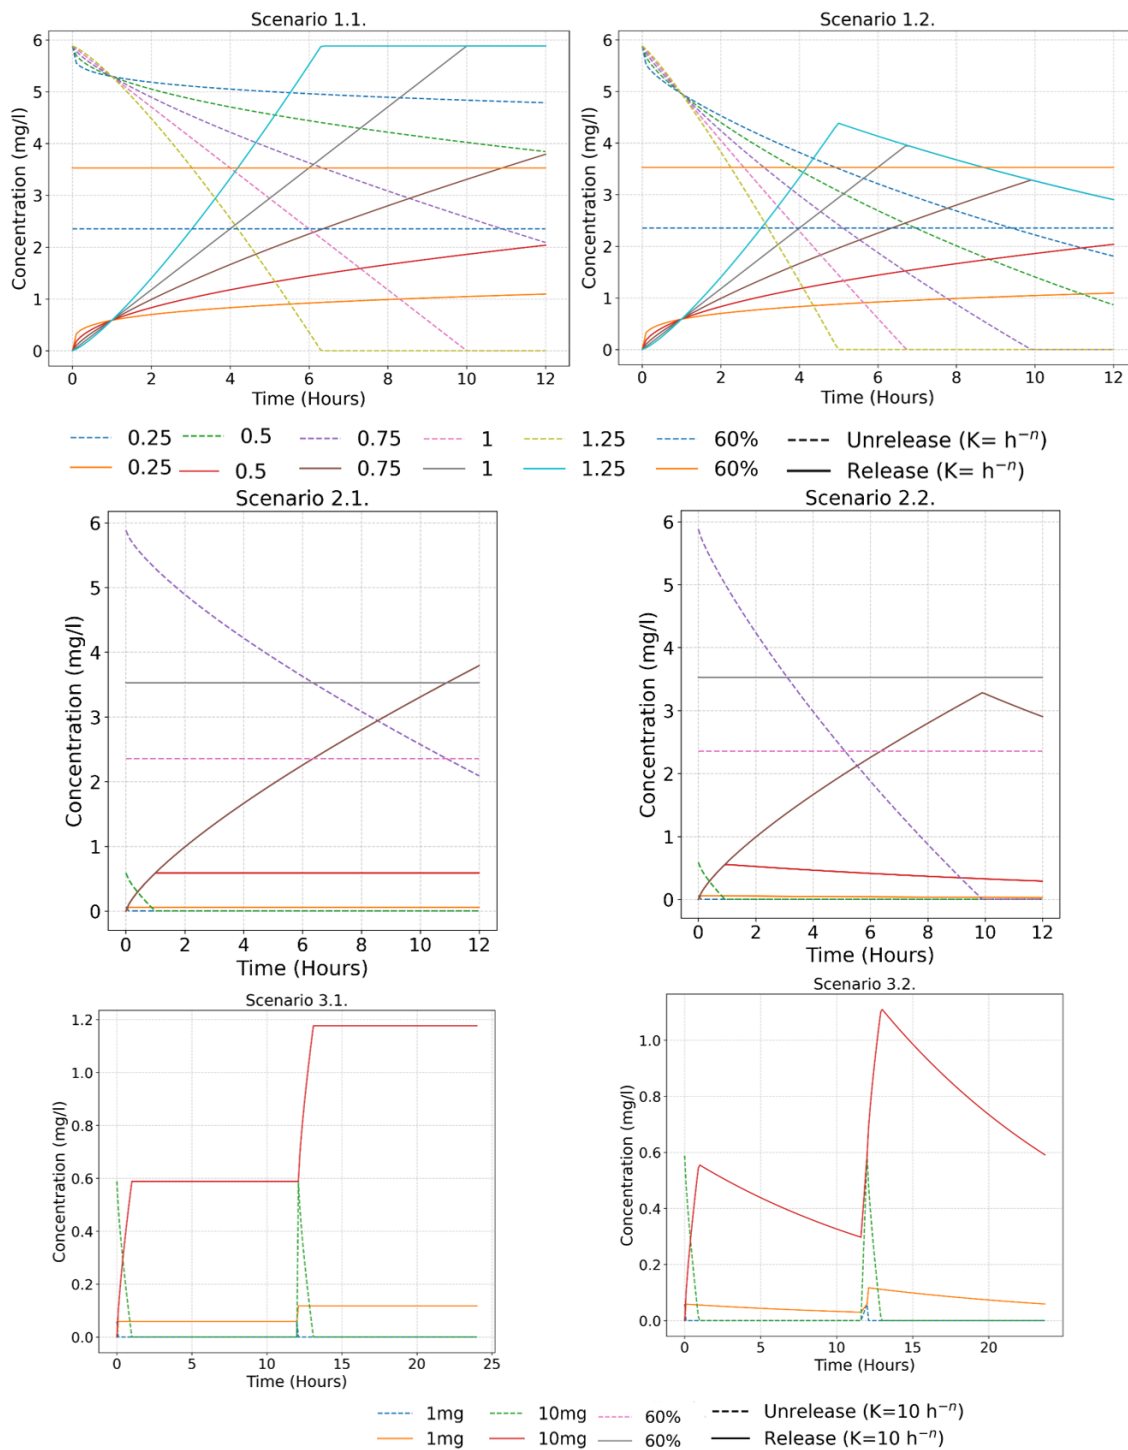 Scenario 1.1.
Concentration (mg/l)
6
5
4
3
2
1
0
0 2 4 6 8 10 12
Time (Hours)
Scenario 1.2.
Concentration (mg/l)
6
5
4
3
2
1
0
0 2 4 6 8 10 12
Time (Hours)
0.25 0.5 0.75 1 1.25 60% Unrelease (K= h⁻ⁿ)
0.25 0.5 0.75 1 1.25 60% Release (K= h⁻ⁿ)
Scenario 2.1.
Concentration (mg/l)
6
5
4
3
2
1
0
0 2 4 6 8 10 12
Time (Hours)
Scenario 2.2.
Concentration (mg/l)
6
5
4
3
2
1
0
0 2 4 6 8 10 12
Time (Hours)
Scenario 3.1.
Concentration (mg/l)
1.2
1.0
0.8
0.6
0.4
0.2
0.0
0 5 10 15 20 25
Time (Hours)
Scenario 3.2.
Concentration (mg/l)
1.0
0.8
0.6
0.4
0.2
0.0
0 5 10 15 20
Time (Hours)
1mg 10mg 60% Unrelease (K=10 h⁻ⁿ)
1mg 10mg 60% Release (K=10 h⁻ⁿ)